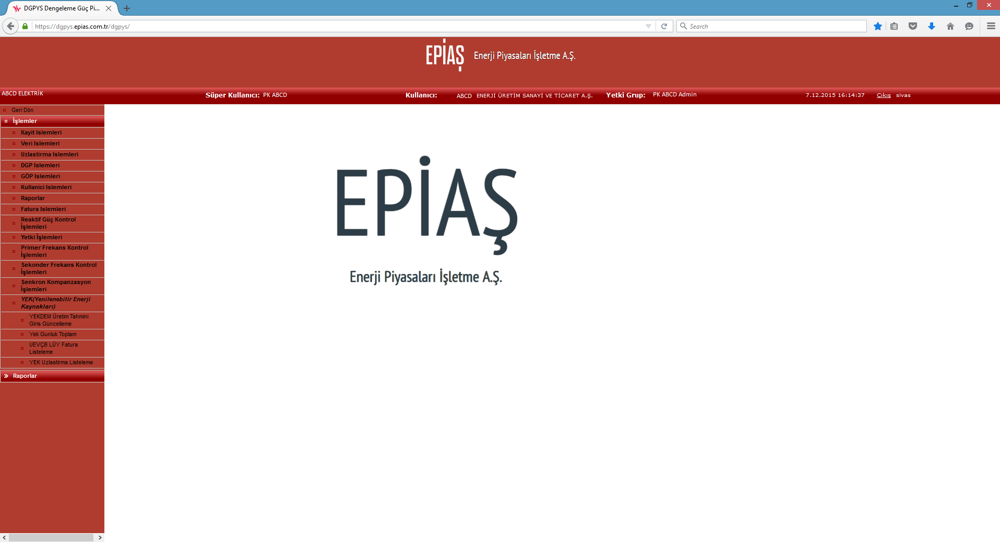 DGPYS Dengeleme Güç Pi...
https://dgpys.epias.com.tr/dgpys/
Search
EPİAŞ Enerji Piyasaları İşletme A.Ş.
ABCD ELEKTRİK Süper Kullanıcı: PK ABCD Kullanıcı: ABCD ENERJİ ÜRETİM SANAYİ VE TİCARET A.Ş. Yetki Grup: PK ABCD Admin 7.12.2015 16:14:37 Cıkıs sivas
Geri Dön
İşlemler
Kayit Islemleri
Veri Islemleri
Uzlastirma Islemleri
DGP Islemleri
GÖP Islemleri
Kullanici Islemleri
Raporlar
Fatura Islemleri
Reaktif Güç Kontrol
İşlemleri
Yetki İşlemleri
Primer Frekans Kontrol
İşlemleri
Sekonder Frekans Kontrol
İşlemleri
Senkron Kompanzasyon
İşlemleri
YEK(Yenilenebilir Enerji
Kaynakları)
YEKDEM Üretim Tahmini
Giris Güncelleme
Yek Gunluk Toplam
UEVÇB LÜY Fatura
Listeleme
YEK Uzlastirma Listeleme
Raporlar
EPİAŞ
Enerji Piyasaları İşletme A.Ş.